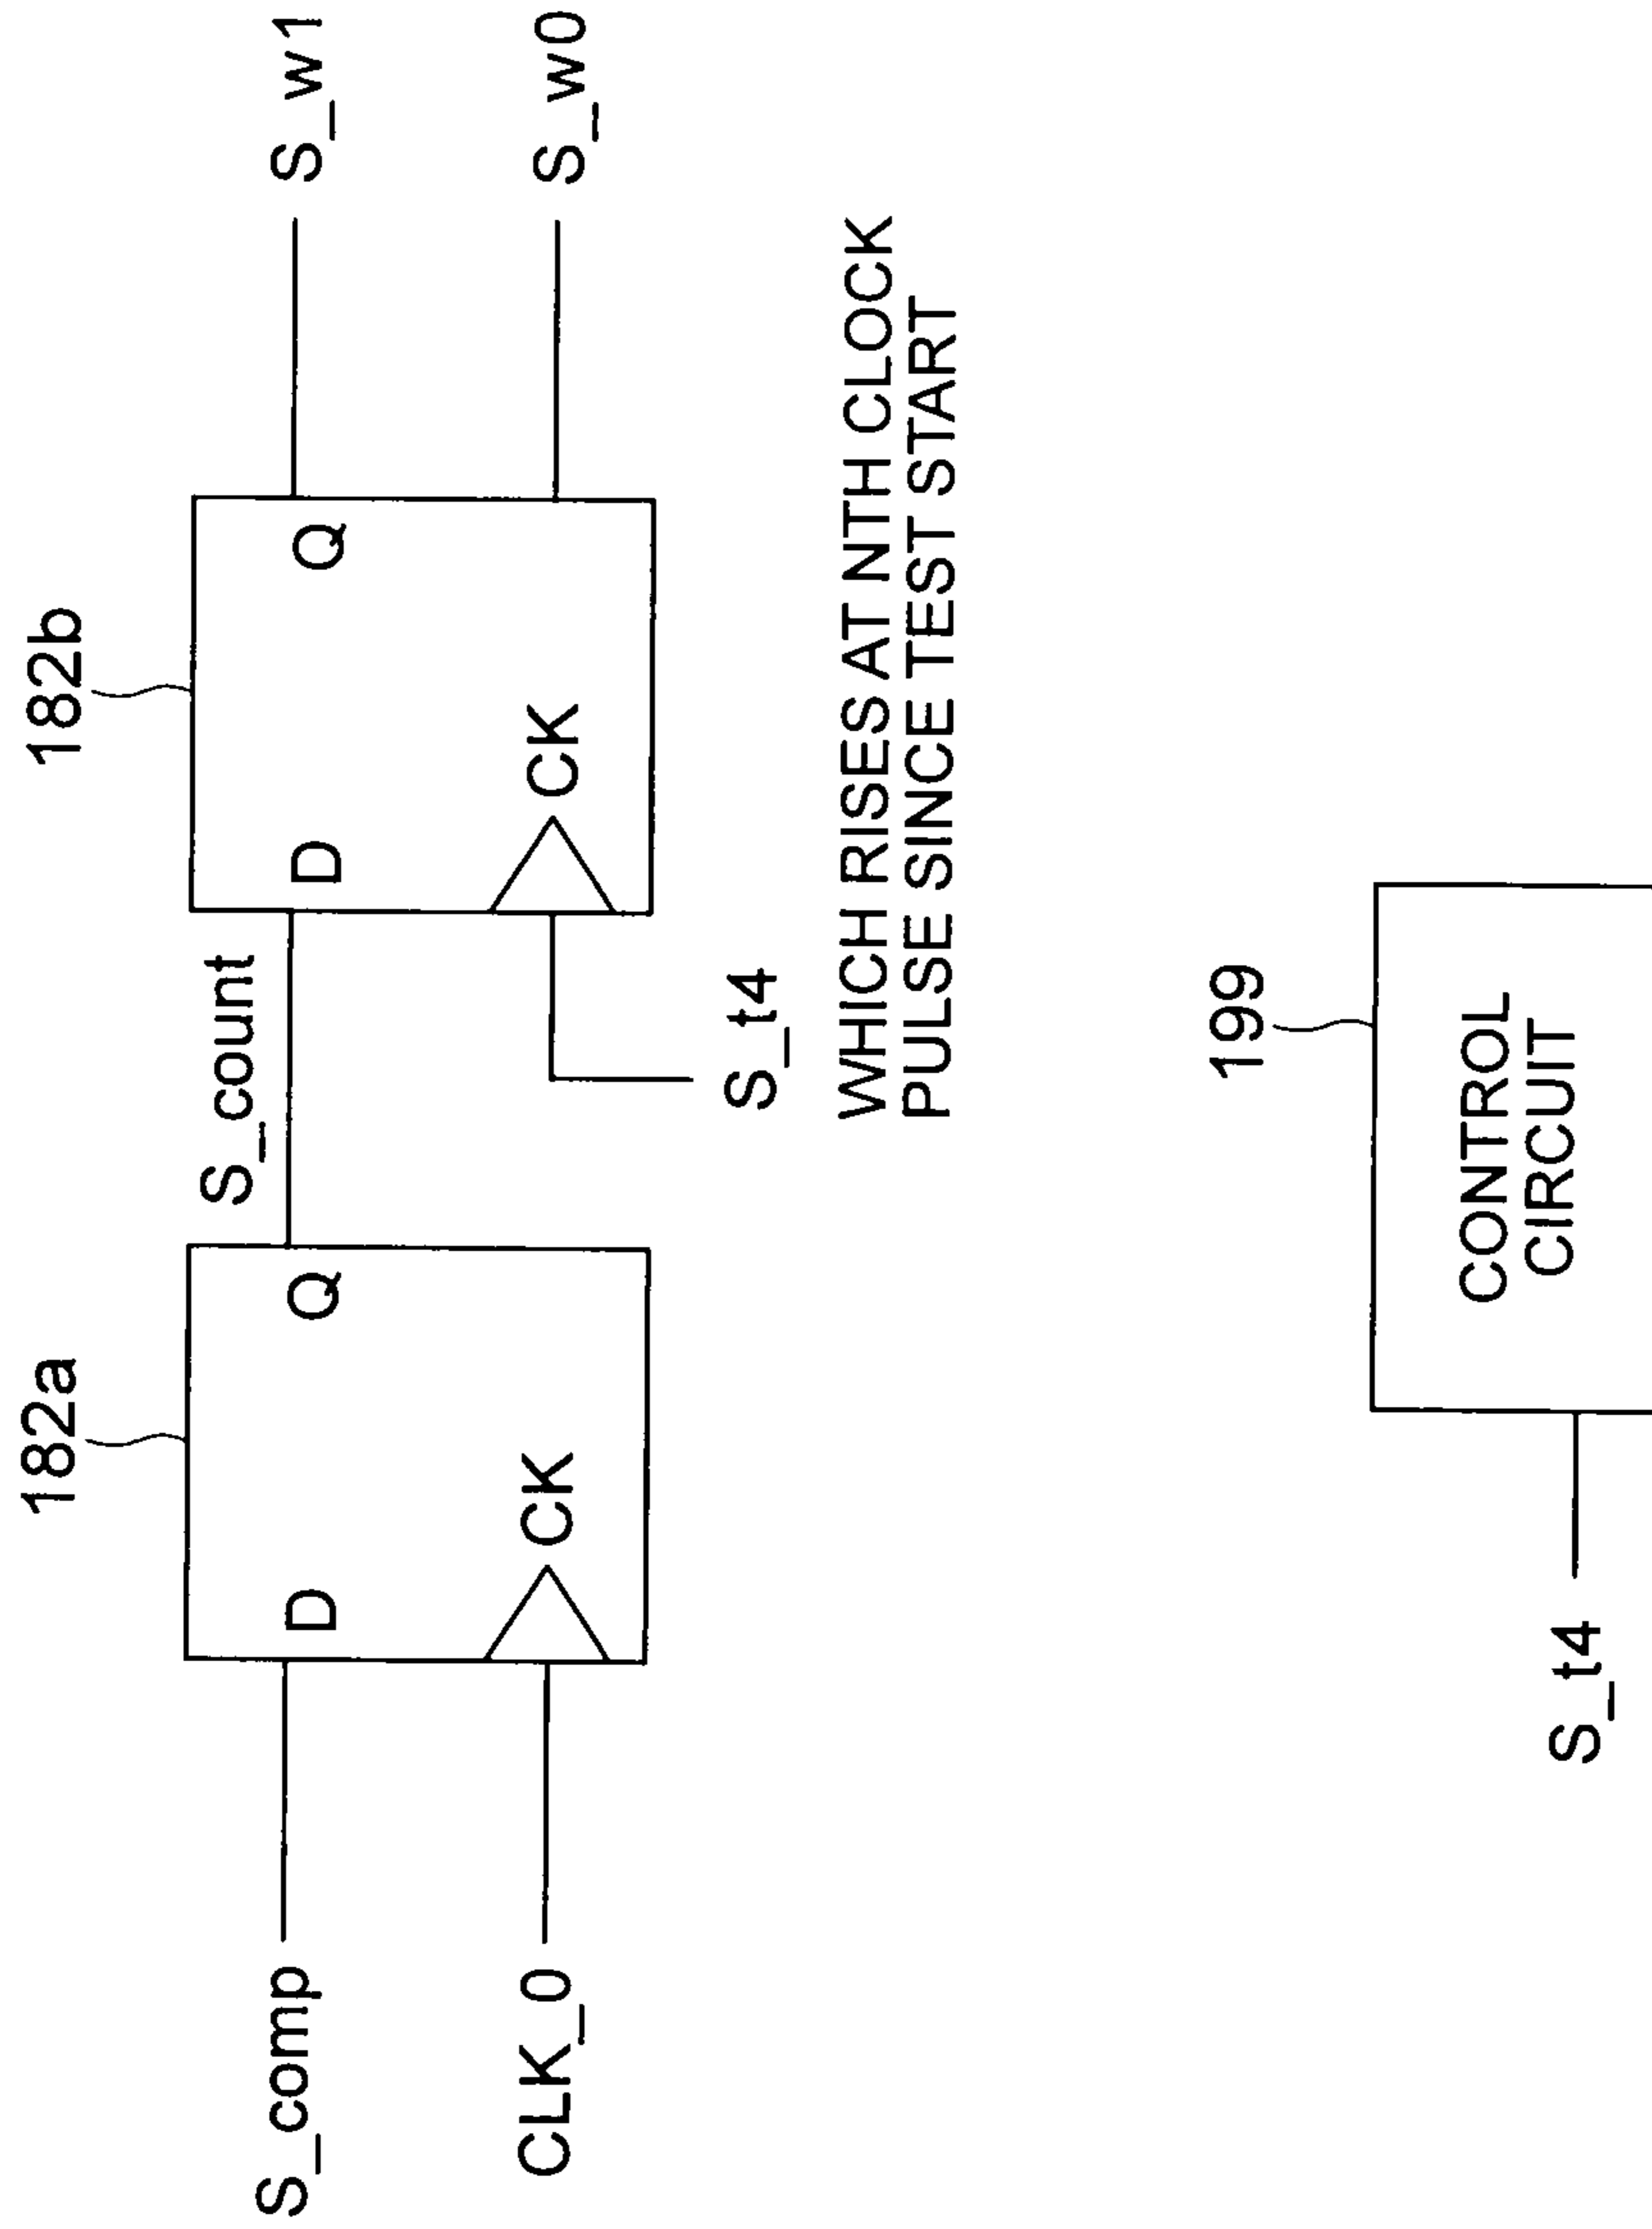 182a
182b
S_comp
D
Q
S_count
D
Q
S_w1
CLK_0
CK
CK
S_w0
S_t4
WHICH RISES AT NTH CLOCK
PULSE SINCE TEST START
199
CONTROL
CIRCUIT
S_t4